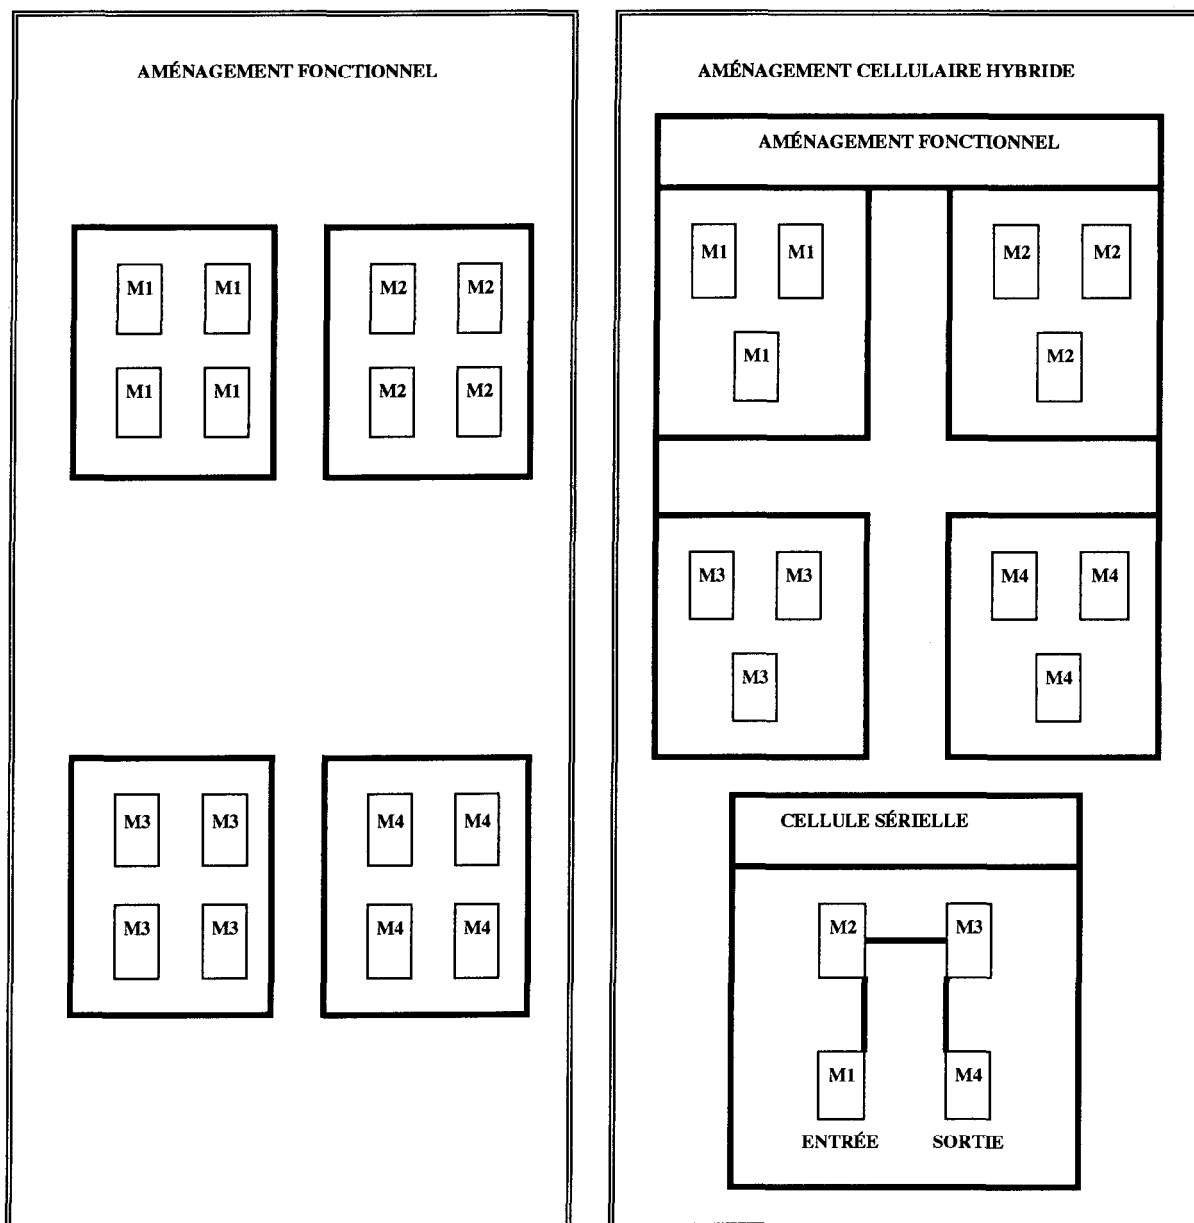 AMÉNAGEMENT FONCTIONNEL
M1 M1 M2 M2
M1 M1 M2 M2
M3 M3 M4 M4
M3 M3 M4 M4
AMÉNAGEMENT CELLULAIRE HYBRIDE
AMÉNAGEMENT FONCTIONNEL
M1 M1 M2 M2
M1 M2
M3 M3 M4 M4
M3 M4
CELLULE SÉRIELLE
M2 M3
M1 M4
ENTRÉE SORTIE